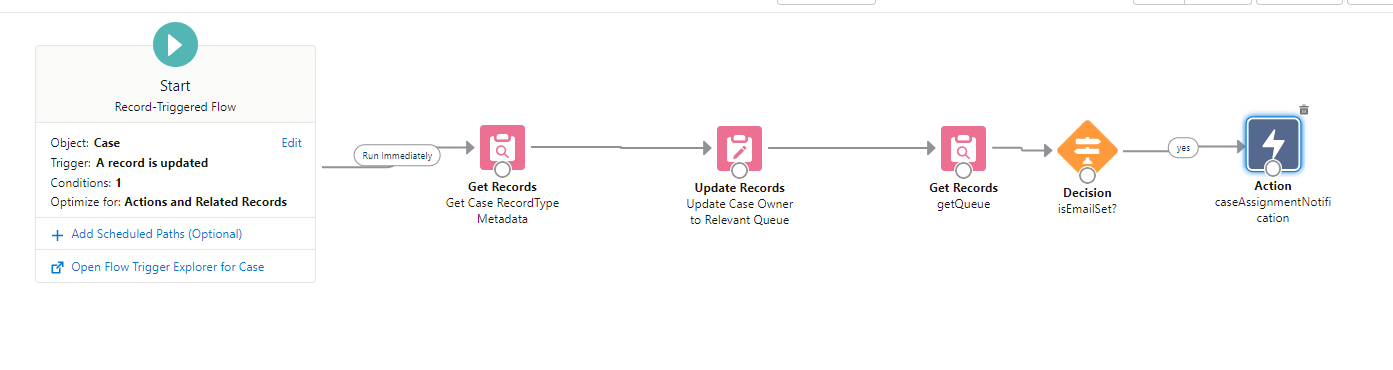 Start
Record-Triggered Flow
Object: Case
Edit
Trigger: A record is updated
Conditions: 1
Optimize for: Actions and Related Records
Add Scheduled Paths (Optional)
Open Flow Trigger Explorer for Case
Run Immediately
Get Records
Get Case RecordType
Metadata
Update Records
Update Case Owner
to Relevant Queue
Get Records
getQueue
Decision
isEmailSet?
yes
Action
caseAssignmentNotifi
cation